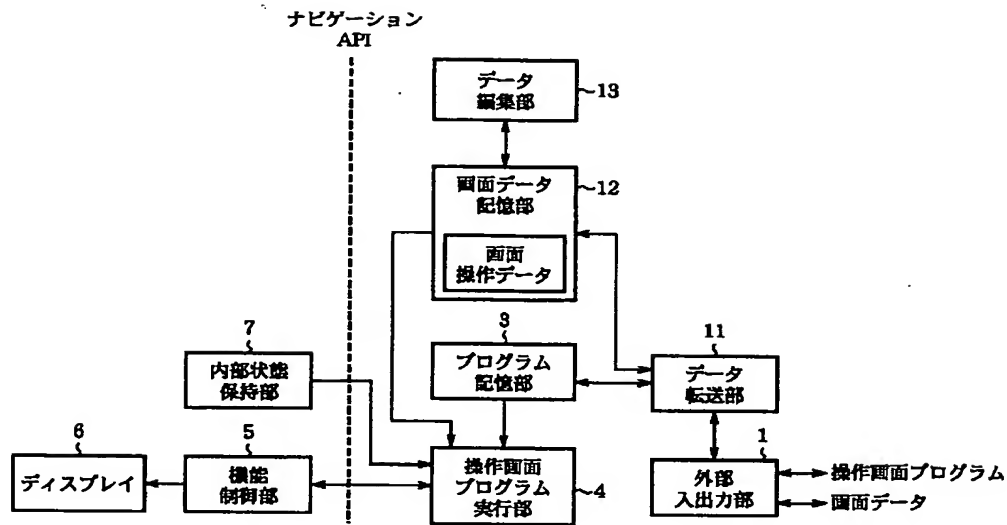 ナビゲーション
API
データ
編集部
13
画面データ
記憶部
12
画面
操作データ
3
プログラム
記憶部
11
データ
転送部
7
内部状態
保持部
6
ディスプレイ
5
機能
制御部
操作画面
プログラム
実行部
4
1
外部
入出力部
操作画面プログラム
画面データ